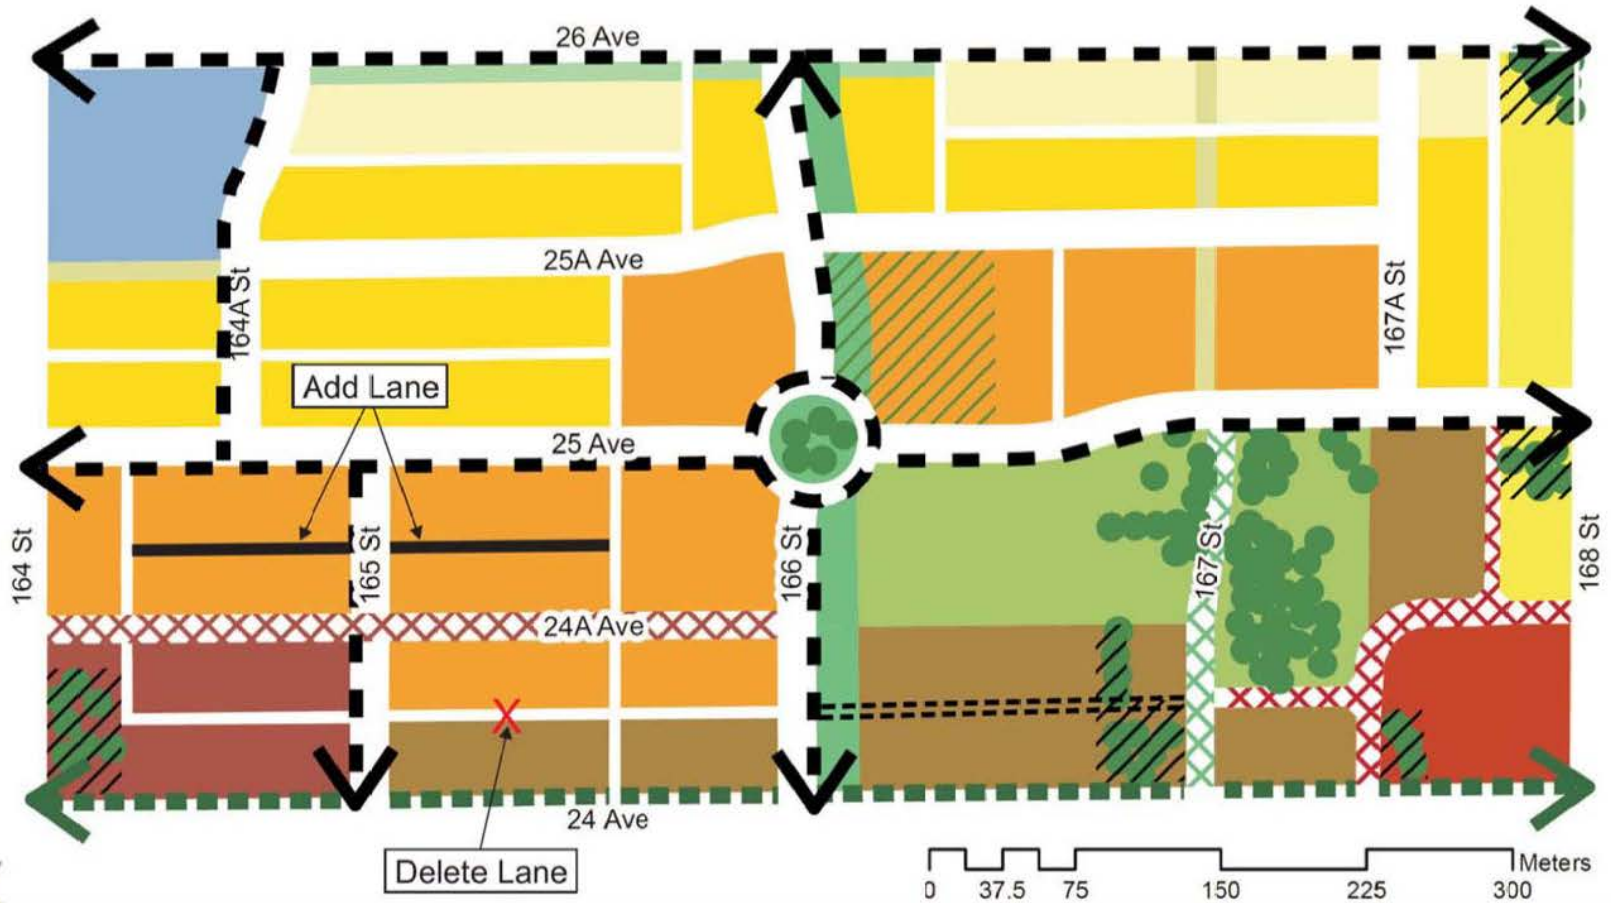 26 Ave
25A Ave
164A St
167A St
Add Lane
25 Ave
164 St
165 St
166 St
167 St
168 St
24A Ave
X
24 Ave
Delete Lane
Meters
0 37.5 75 150 225 300